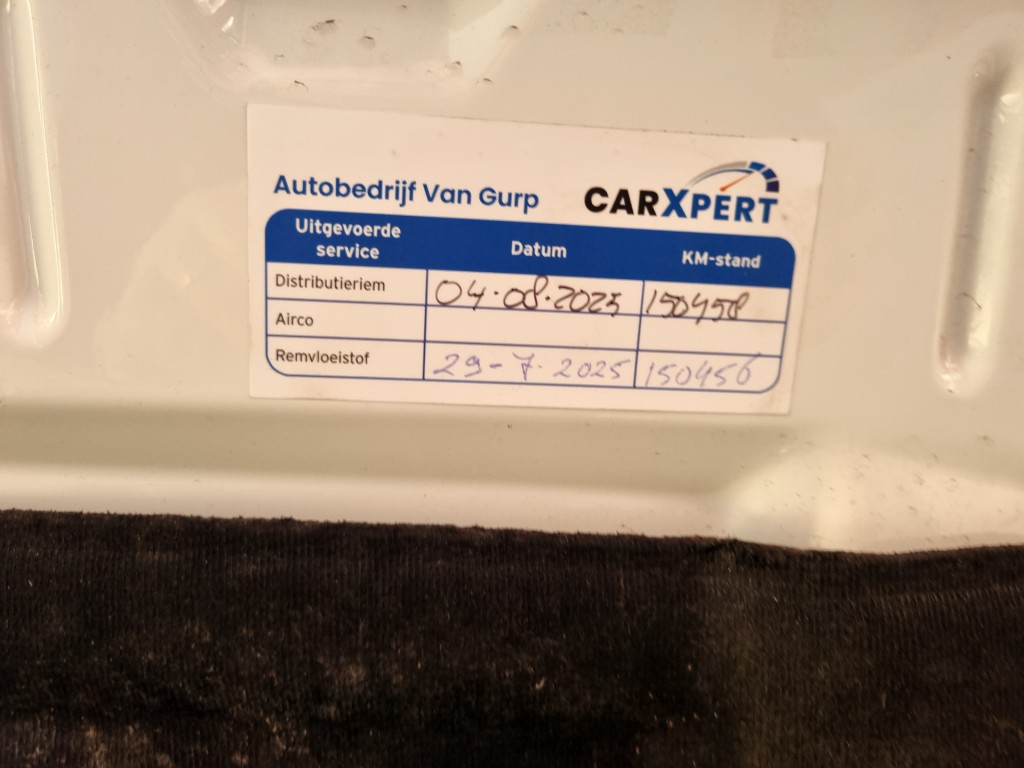 Autobedrijf Van Gurp CARXPERT
Uitgevoerde service Datum KM-stand
Distributieriem 04-08-2025 150458
Airco
Remvloeistof 29-7-2025 150456